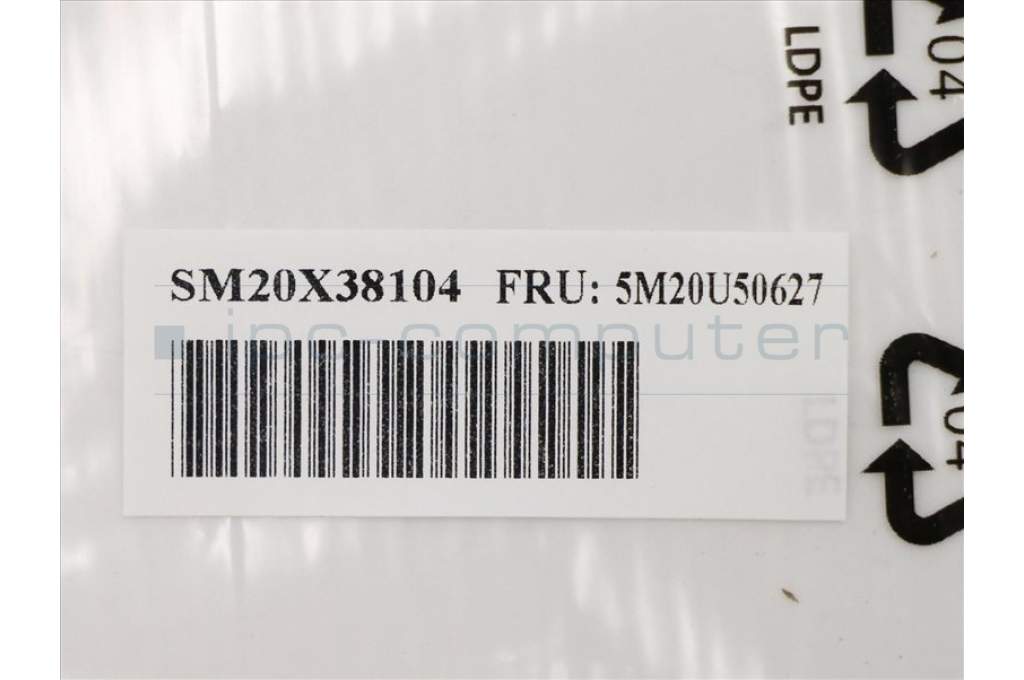 LDPE
04
SM20X38104 FRU: 5M20U50627
ipc-computer
LDPE
04